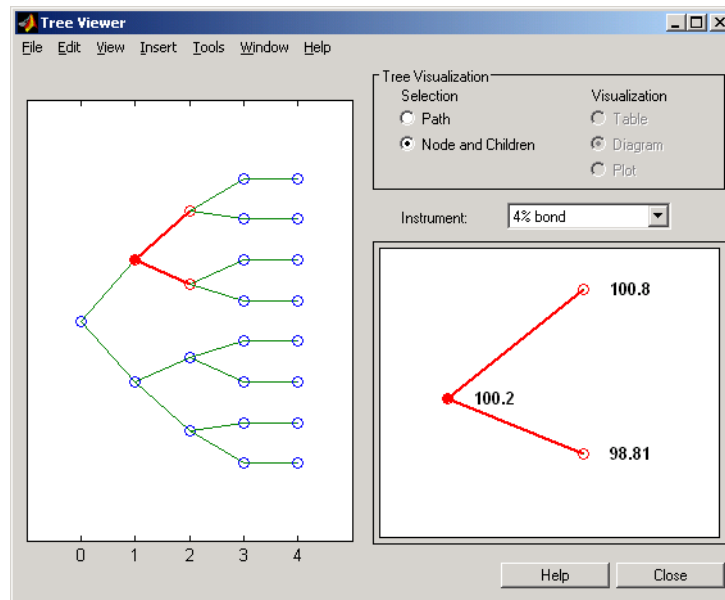 Tree Viewer
File Edit View Insert Tools Window Help
Tree Visualization
Selection
Path
Node and Children
Visualization
Table
Diagram
Plot
Instrument:
4% bond
100.8
100.2
98.81
0 1 2 3 4
Help
Close